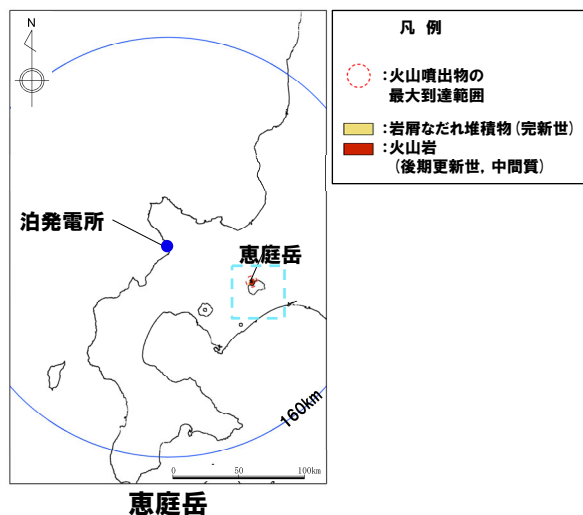 N
泊発電所
恵庭岳
160km
0 50 100km
恵庭岳
凡 例
:火山噴出物の
最大到達範囲
:岩屑なだれ堆積物(完新世)
:火山岩
(後期更新世, 中間質)